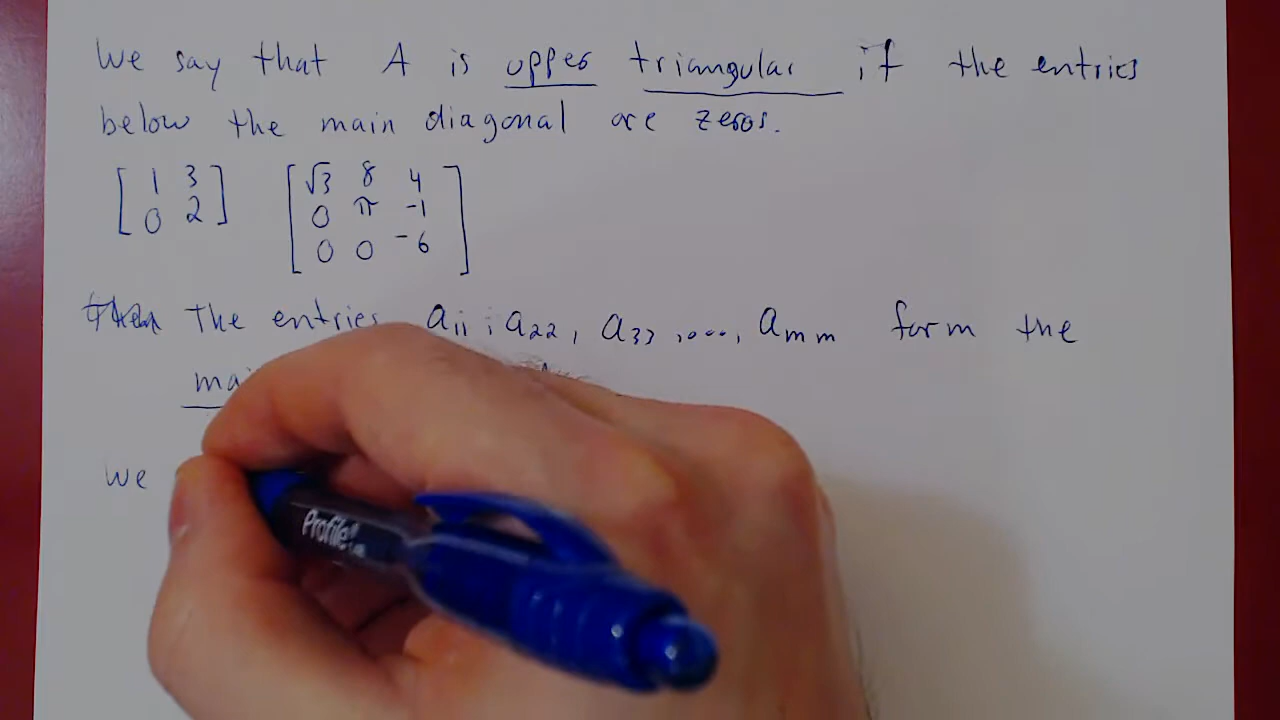 We say that A is upper triangular if the entries
below the main diagonal are zeros.
[1 3] [√3 8 4]
[0 2] [0 π -1]
[0 0 -6]
The entries a11, a22, a33, ..., amm form the
we
Profile